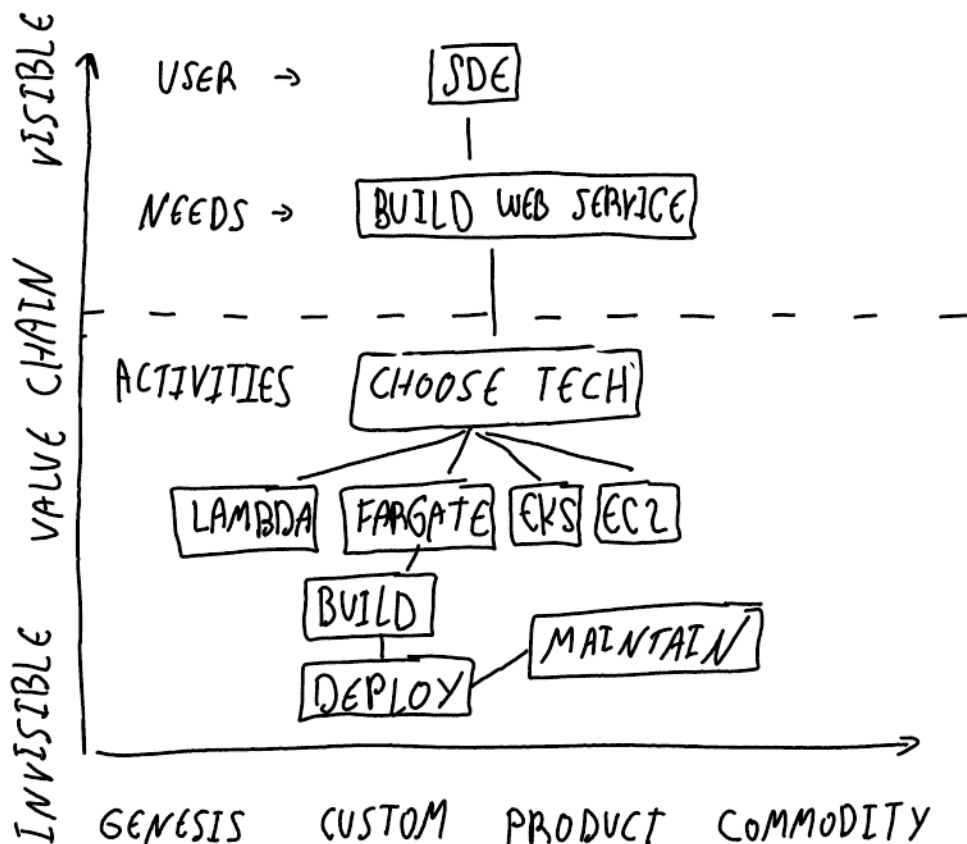 VISIBLE
USER → SDE
NEEDS → BUILD WEB SERVICE
VALUE CHAIN
ACTIVITIES CHOOSE TECH
LAMBDA FARGATE EKS EC2
BUILD
MAINTAIN
DEPLOY
INVISIBLE
GENESIS CUSTOM PRODUCT COMMODITY